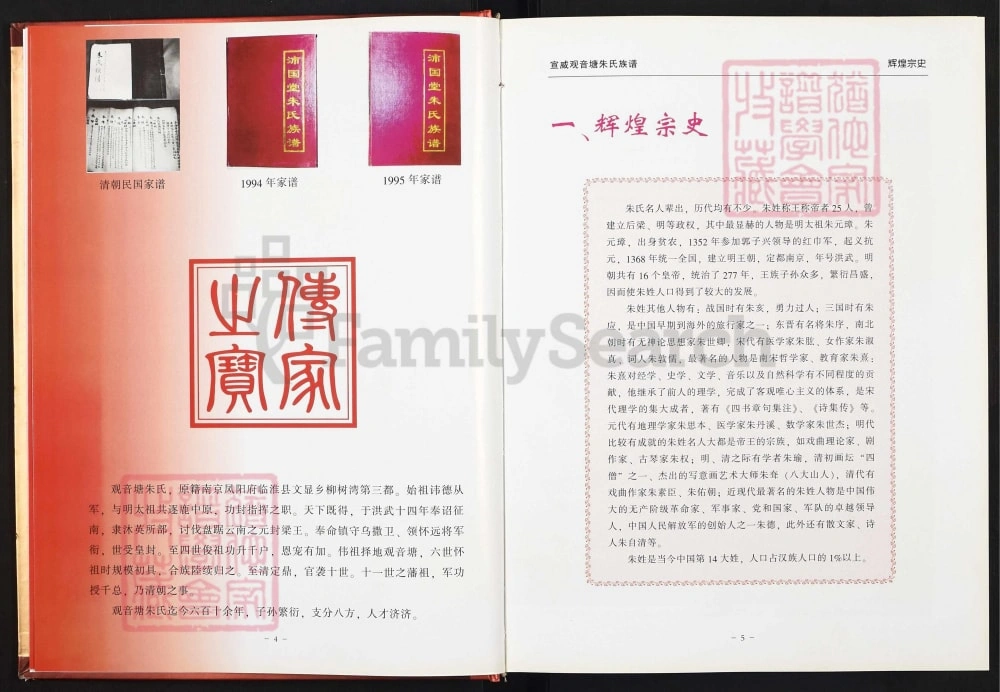 清朝民国家谱
沛国堂朱氏族谱
1994 年家谱
沛国堂朱氏族谱
1995 年家谱
傳家
之寶
观音塘朱氏，原籍南京凤阳府临淮县文显乡柳树湾第三都。始祖讳德从
军，与明太祖共逐鹿中原，功封指挥之职。天下既得，于洪武十四年奉诏征
南，隶沐英所部，讨伐盘踞云南之元封梁王。奉命镇守乌撒卫、领怀远将军
衔，世受皇封。至四世俊祖功升千户，恩宠有加。伟祖择地观音塘，六世怀
祖时规模初具，合族陸续归之。至清定鼎，官袭十世。十一世之藩祖，军功
授千总，乃清朝之事。
观音塘朱氏迄今六百十余年，子孙繁衍，支分八方，人才济济。
－ 4 －
宣威观音塘朱氏族谱
辉煌宗史
一、辉煌宗史
朱氏名人辈出，历代均有不少。朱姓称王称帝者 25 人，曾
建立后梁、明等政权，其中最显赫的人物是明太祖朱元璋。朱
元璋，出身贫农，1352 年参加郭子兴领导的红巾军，起义抗
元，1368 年统一全国，建立明王朝，定都南京，年号洪武。明
朝共有 16 个皇帝，统治了 277 年，王族子孙众多，繁衍昌盛，
因而使朱姓人口得到了较大的发展。
朱姓其他人物有：战国时有朱亥，勇力过人；三国时有朱
应，是中国早期到海外的旅行家之一；东晋有名将朱序，南北
朝时有无神论思想家朱世卿，宋代有医学家朱肱，女作家朱淑
真，词人朱敦儒，最著名的人物是南宋哲学家、教育家朱熹；
朱熹对经学、史学、文学、音乐以及自然科学有不同程度的贡
献，他继承了前人的理学，完成了客观唯心主义的体系，是宋
代理学的集大成者，著有《四书章句集注》、《诗集传》等。
元代有地理学家朱思本、医学家朱丹溪、数学家朱世杰；明代
比较有成就的朱姓名人大都是帝王的宗族，如戏曲理论家、剧
作家、古琴家朱权；明、清之际有学者朱瑜，清初画坛“四
僧”之一、杰出的写意画艺术大师朱耷（八大山人），清代有
戏曲作家朱素臣、朱佑朝；近现代最著名的朱姓人物是中国伟
大的无产阶级革命家、军事家、党和国家、军队的卓越领导
人，中国人民解放军的创始人之一朱德，此外还有散文家、诗
人朱自清等。
朱姓是当今中国第 14 大姓，人口占汉族人口的 1%以上。
－ 5 －
FamilySearch